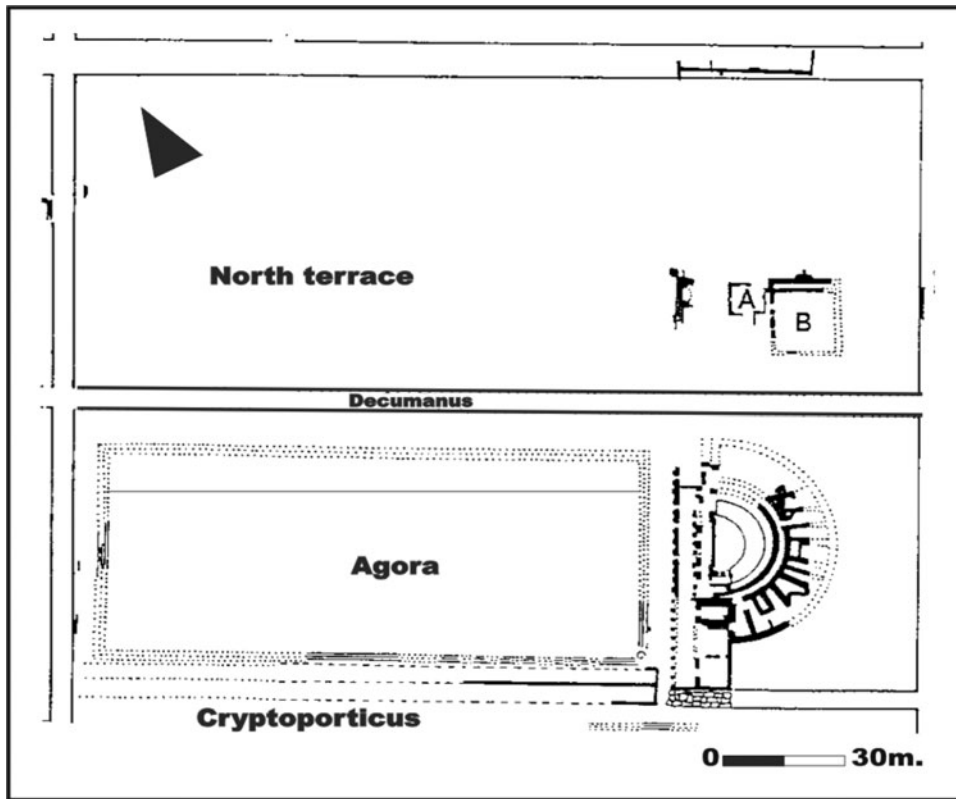 North terrace
A
B
Decumanus
Agora
Cryptoporticus
0 30m.